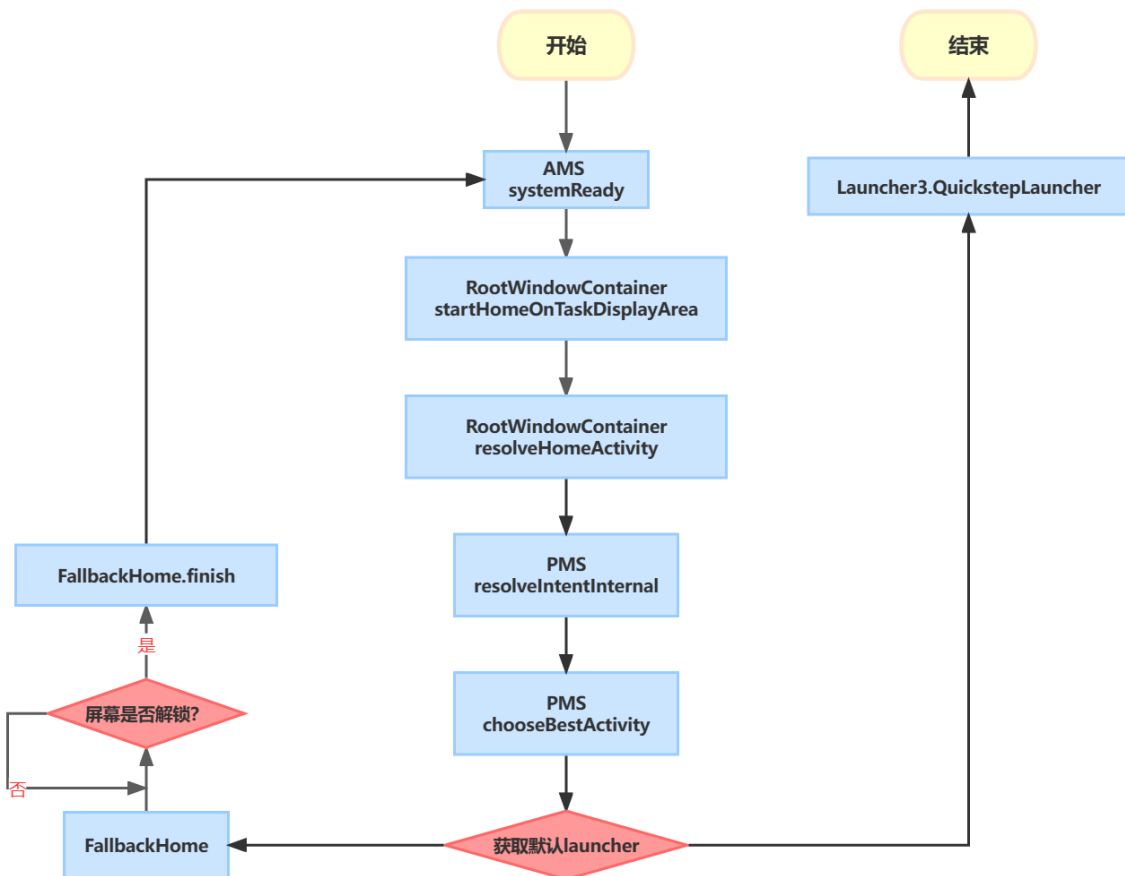 开始
结束
AMS
systemReady
Launcher3.QuickstepLauncher
RootWindowContainer
startHomeOnTaskDisplayArea
RootWindowContainer
resolveHomeActivity
PMS
resolveIntentInternal
FallbackHome.finish
是
PMS
chooseBestActivity
屏幕是否解锁?
否
FallbackHome
获取默认launcher